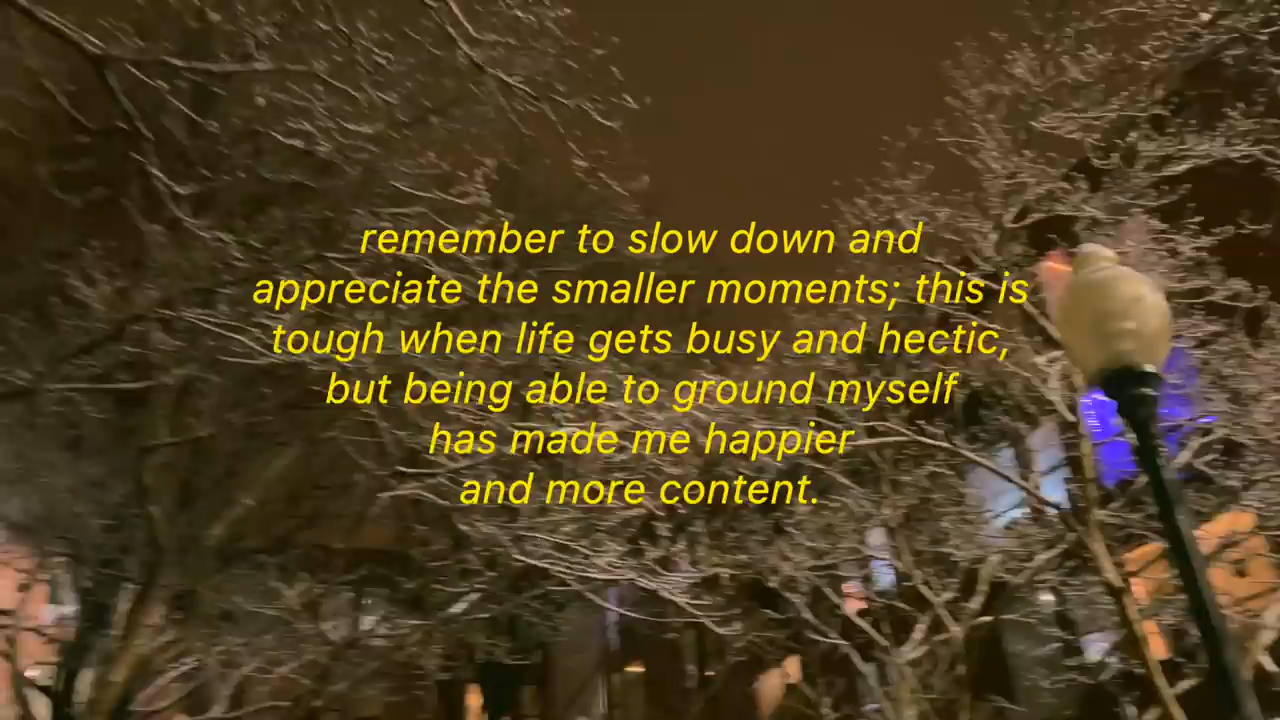 remember to slow down and
appreciate the smaller moments; this is
tough when life gets busy and hectic,
but being able to ground myself
has made me happier
and more content.